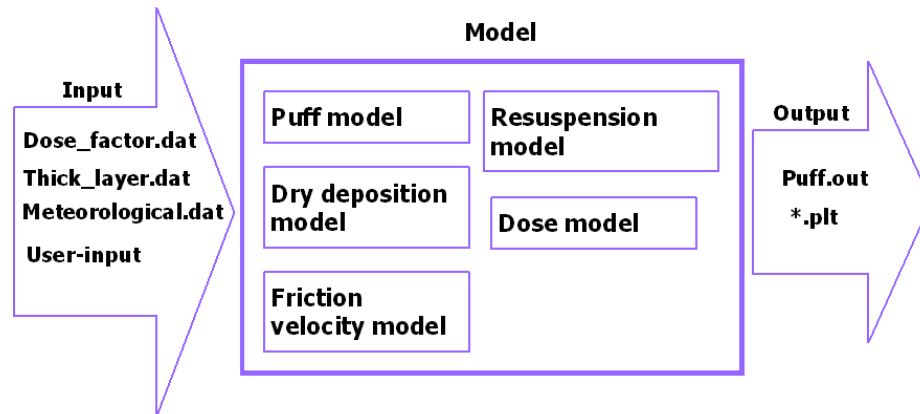 Model
Input
Dose_factor.dat
Thick_layer.dat
Meteorological.dat
User-input
Puff model
Dry deposition
model
Friction
velocity model
Resuspension
model
Dose model
Output
Puff.out
*.plt